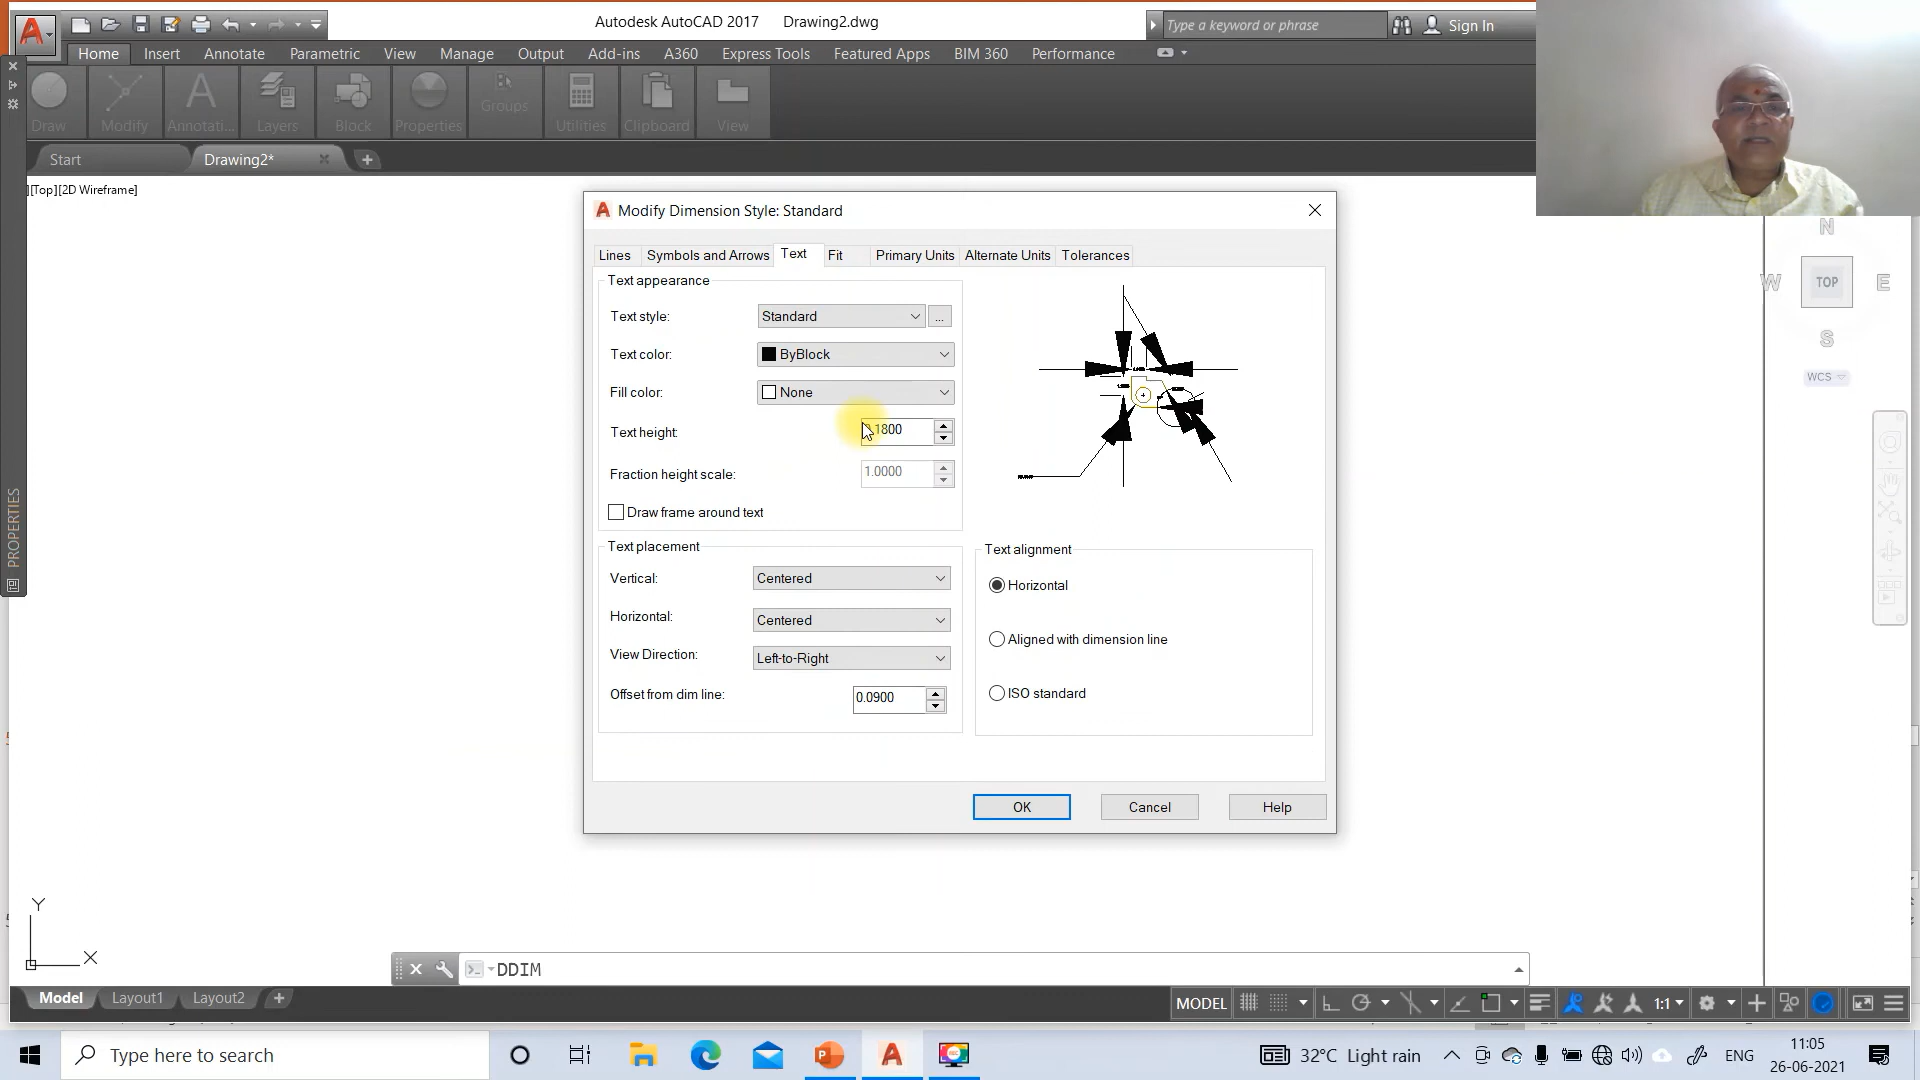 Autodesk AutoCAD 2017 Drawing2.dwg
Type a keyword or phrase
Sign In
Home Insert Annotate Parametric View Manage Output Add-ins A360 Express Tools Featured Apps BIM 360 Performance
Draw Modify Annotati... Layers Block Properties Groups Utilities Clipboard View
Start Drawing2*
][Top][2D Wireframe]
Modify Dimension Style: Standard
Lines Symbols and Arrows Text Fit Primary Units Alternate Units Tolerances
Text appearance
Text style: Standard ...
Text color: ByBlock
Fill color: None
Text height: .1800
Fraction height scale: 1.0000
Draw frame around text
Text placement
Vertical: Centered
Horizontal: Centered
View Direction: Left-to-Right
Offset from dim line: 0.0900
Text alignment
Horizontal
Aligned with dimension line
ISO standard
OK Cancel Help
N
W TOP E
S
WCS
PROPERTIES
Y
X
DDIM
Model Layout1 Layout2
MODEL 1:1
Type here to search
32°C Light rain
ENG
11:05
26-06-2021